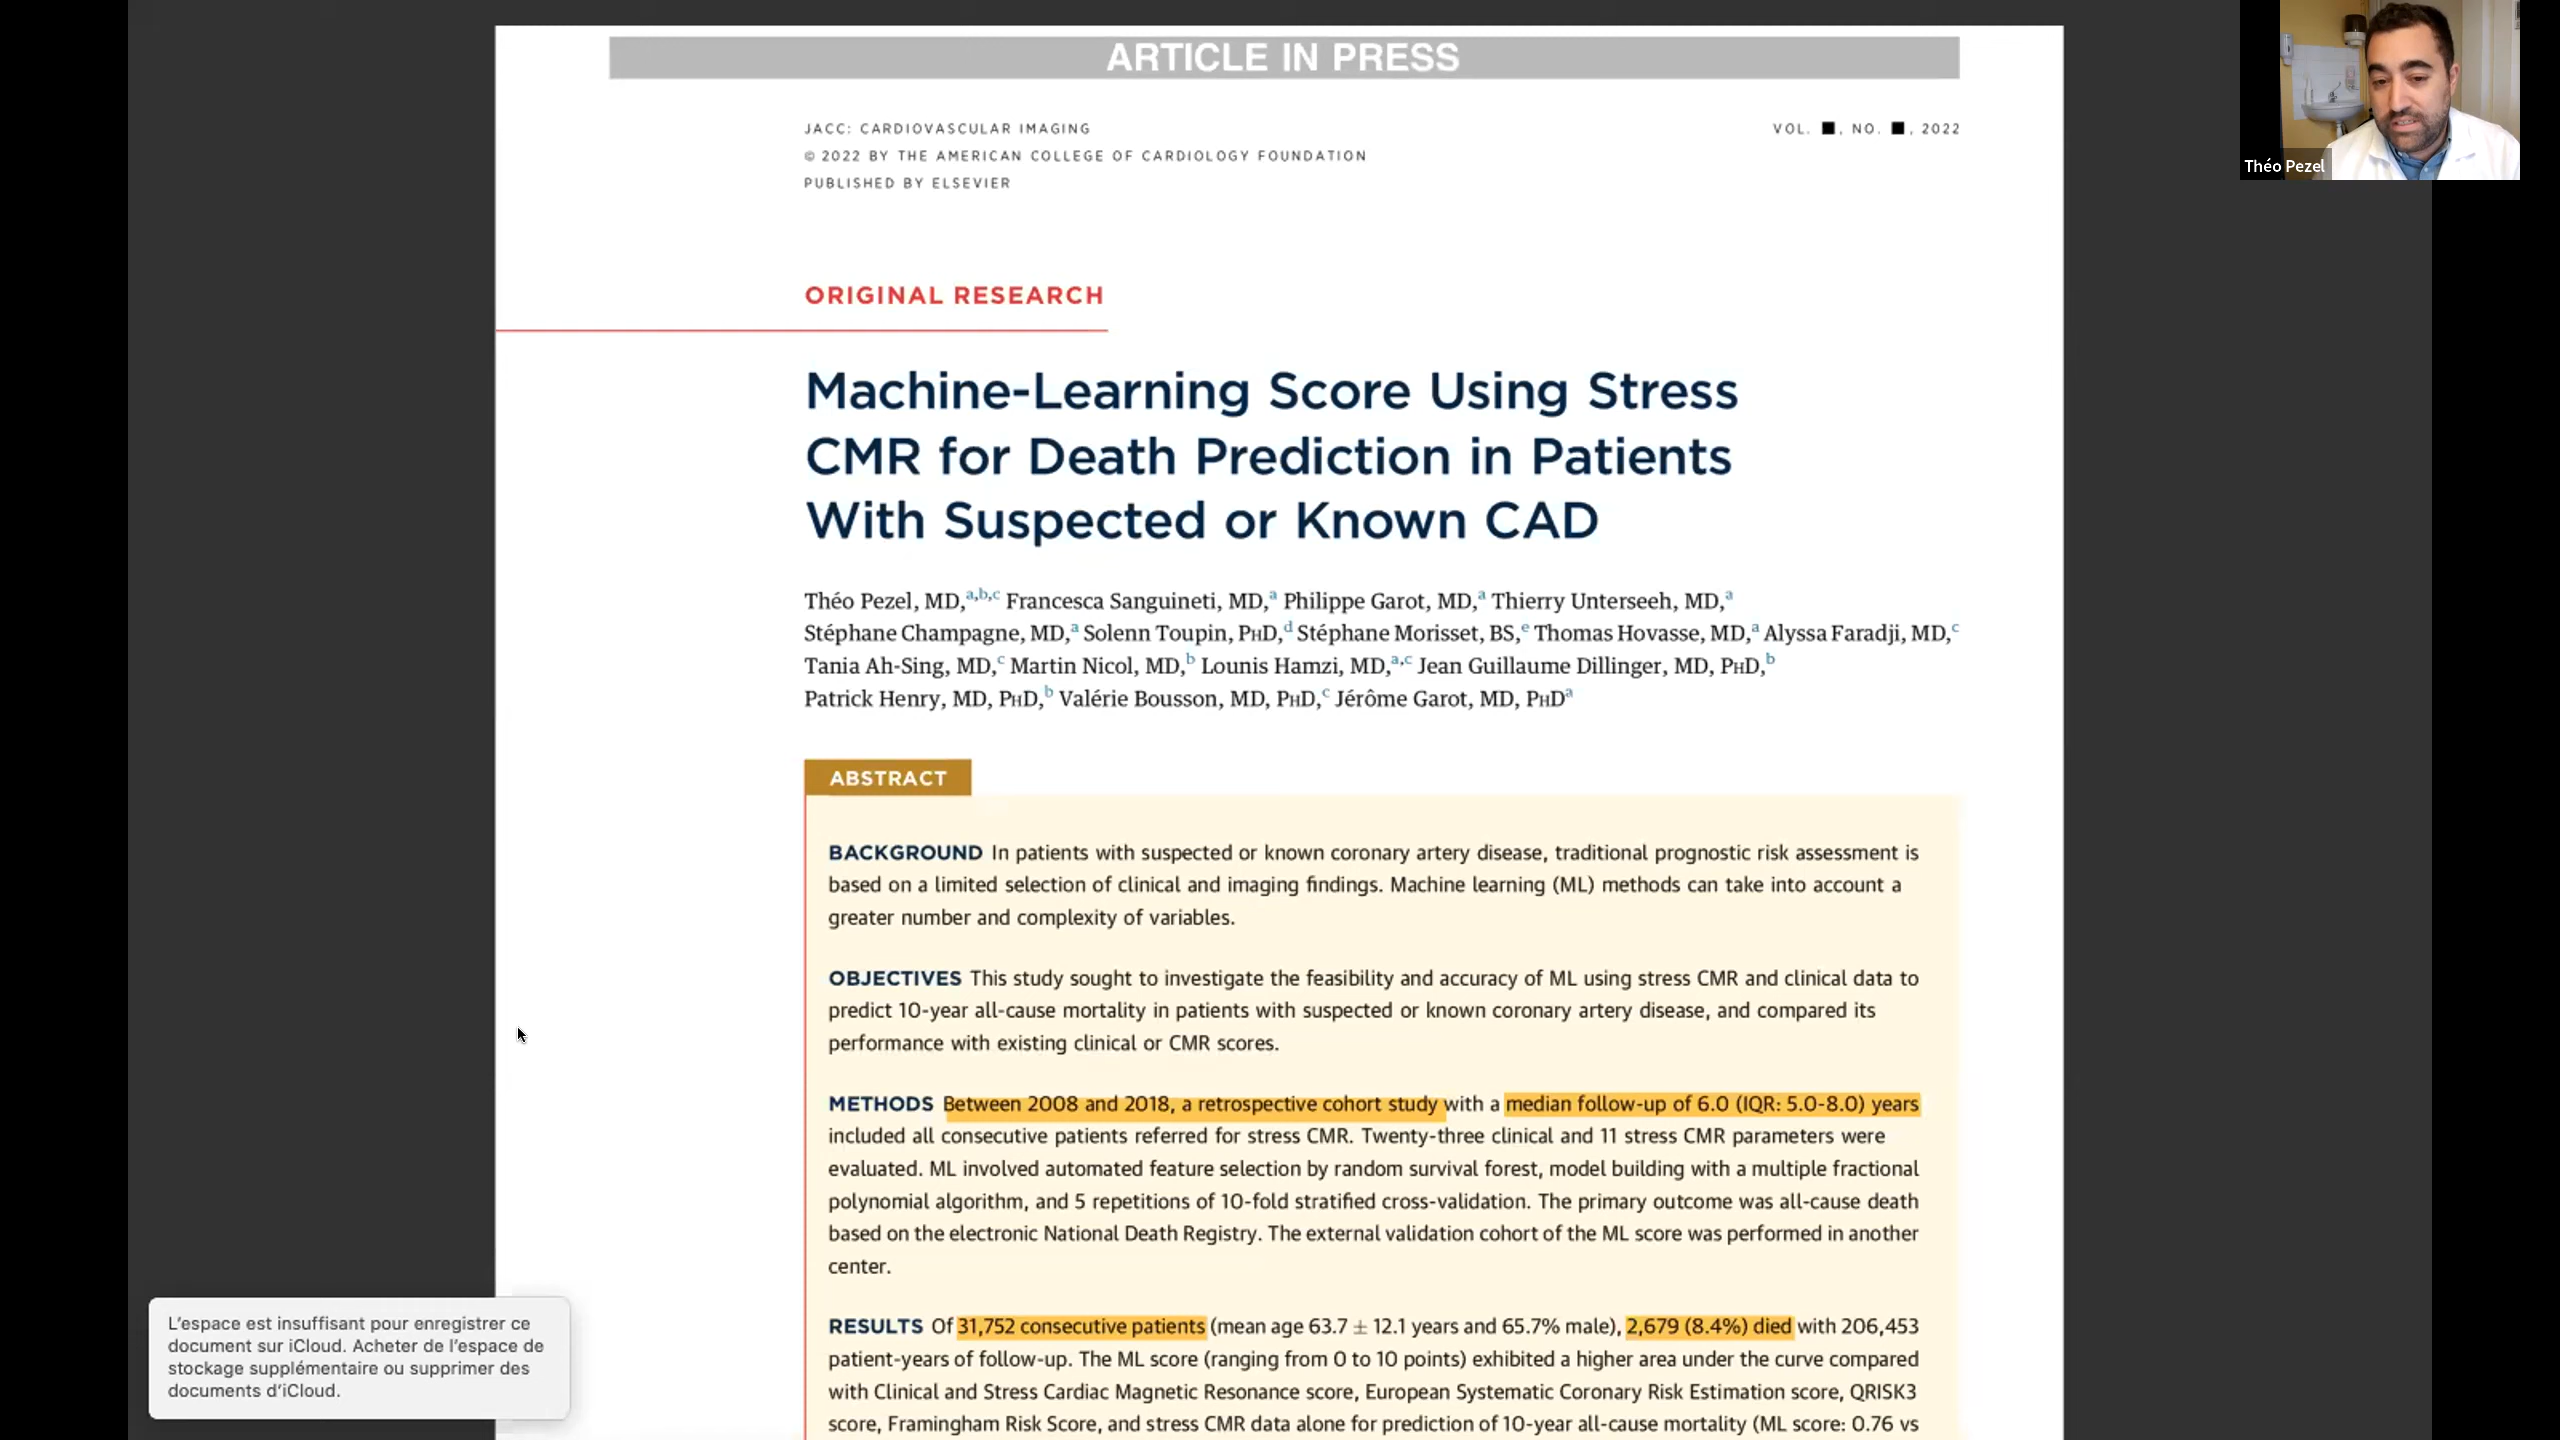 ARTICLE IN PRESS
JACC: CARDIOVASCULAR IMAGING
VOL. ■, NO. ■, 2022
© 2022 BY THE AMERICAN COLLEGE OF CARDIOLOGY FOUNDATION
PUBLISHED BY ELSEVIER
Théo Pezel
ORIGINAL RESEARCH
Machine-Learning Score Using Stress
CMR for Death Prediction in Patients
With Suspected or Known CAD
Théo Pezel, MD,a,b,c Francesca Sanguineti, MD,a Philippe Garot, MD,a Thierry Unterseeh, MD,a
Stéphane Champagne, MD,a Solenn Toupin, PHD,d Stéphane Morisset, BS,e Thomas Hovasse, MD,a Alyssa Faradji, MD,c
Tania Ah-Sing, MD,c Martin Nicol, MD,b Lounis Hamzi, MD,a,c Jean Guillaume Dillinger, MD, PHD,b
Patrick Henry, MD, PHD,b Valérie Bousson, MD, PHD,c Jérôme Garot, MD, PHDa
ABSTRACT
BACKGROUND In patients with suspected or known coronary artery disease, traditional prognostic risk assessment is
based on a limited selection of clinical and imaging findings. Machine learning (ML) methods can take into account a
greater number and complexity of variables.
OBJECTIVES This study sought to investigate the feasibility and accuracy of ML using stress CMR and clinical data to
predict 10-year all-cause mortality in patients with suspected or known coronary artery disease, and compared its
performance with existing clinical or CMR scores.
METHODS Between 2008 and 2018, a retrospective cohort study with a median follow-up of 6.0 (IQR: 5.0-8.0) years
included all consecutive patients referred for stress CMR. Twenty-three clinical and 11 stress CMR parameters were
evaluated. ML involved automated feature selection by random survival forest, model building with a multiple fractional
polynomial algorithm, and 5 repetitions of 10-fold stratified cross-validation. The primary outcome was all-cause death
based on the electronic National Death Registry. The external validation cohort of the ML score was performed in another
center.
RESULTS Of 31,752 consecutive patients (mean age 63.7 ± 12.1 years and 65.7% male), 2,679 (8.4%) died with 206,453
patient-years of follow-up. The ML score (ranging from 0 to 10 points) exhibited a higher area under the curve compared
with Clinical and Stress Cardiac Magnetic Resonance score, European Systematic Coronary Risk Estimation score, QRISK3
score, Framingham Risk Score, and stress CMR data alone for prediction of 10-year all-cause mortality (ML score: 0.76 vs
L'espace est insuffisant pour enregistrer ce
document sur iCloud. Acheter de l'espace de
stockage supplémentaire ou supprimer des
documents d'iCloud.